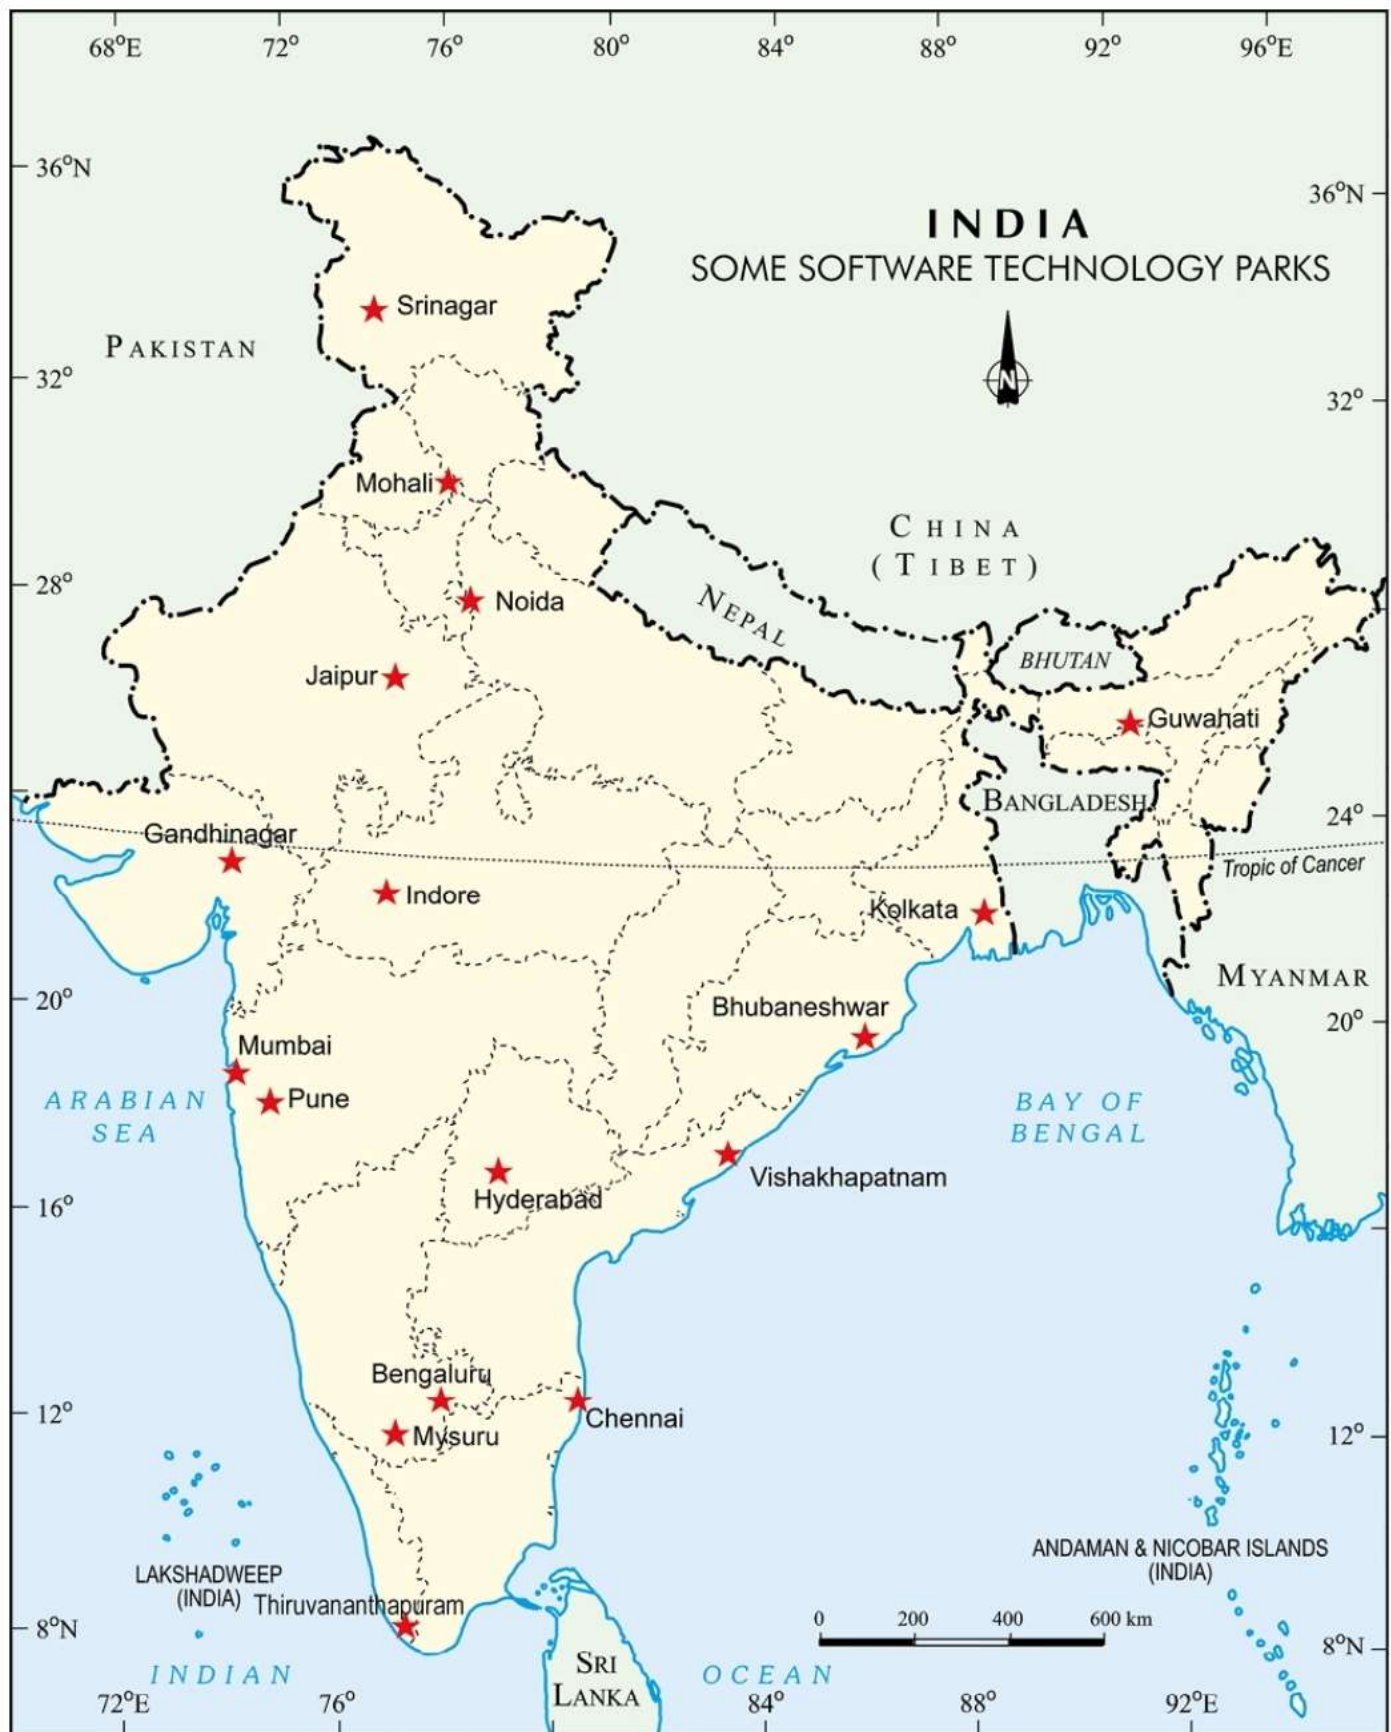 68°E 72° 76° 80° 84° 88° 92° 96°E
36°N
36°N
INDIA
SOME SOFTWARE TECHNOLOGY PARKS
Srinagar
PAKISTAN
N
32°
32°
Mohali
CHINA
(TIBET)
28°
Noida
NEPAL
BHUTAN
Jaipur
Guwahati
BANGLADESH
24°
Gandhinagar
Tropic of Cancer
Indore
Kolkata
MYANMAR
20°
Bhubaneshwar
20°
Mumbai
Pune
ARABIAN
SEA
BAY OF
BENGAL
Vishakhapatnam
Hyderabad
16°
Bengaluru
12°
Chennai
Mysuru
12°
ANDAMAN & NICOBAR ISLANDS
(INDIA)
LAKSHADWEEP
(INDIA)
Thiruvananthapuram
0 200 400 600 km
8°N
8°N
SRI
LANKA
INDIAN OCEAN
72°E 76° 84° 88° 92°E